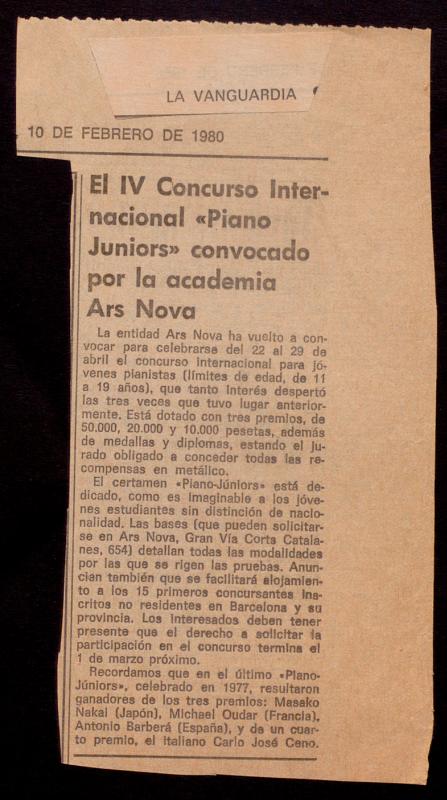 LA VANGUARDIA
10 DE FEBRERO DE 1980
El IV Concurso Inter-
nacional «Piano
Juniors» convocado
por la academia
Ars Nova
La entidad Ars Nova ha vuelto a con-
vocar para celebrarse del 22 al 29 de
abril el concurso internacional para jó-
venes pianistas (límites de edad, de 11
a 19 años), que tanto interés despertó
las tres veces que tuvo lugar anterior-
mente. Está dotado con tres premios, de
50.000, 20.000 y 10.000 pesetas, además
de medallas y diplomas, estando el ju-
rado obligado a conceder todas las re-
compensas en metálico.
El certamen «Piano-Júniors» está de-
dicado, como es imaginable a los jóve-
nes estudiantes sin distinción de nacio-
nalidad. Las bases (que pueden solicitar-
se en Ars Nova, Gran Vía Corts Catala-
nes, 654) detallan todas las modalidades
por las que se rigen las pruebas. Anun-
cian también que se facilitará alojamien-
to a los 15 primeros concursantes ins-
critos no residentes en Barcelona y su
provincia. Los interesados deben tener
presente que el derecho a solicitar la
participación en el concurso termina el
1 de marzo próximo.
Recordamos que en el último «Piano-
Júniors», celebrado en 1977, resultaron
ganadores de los tres premios: Masako
Nakai (Japón), Michael Oudar (Francia),
Antonio Barberá (España), y de un cuar-
to premio, el italiano Carlo José Ceno.